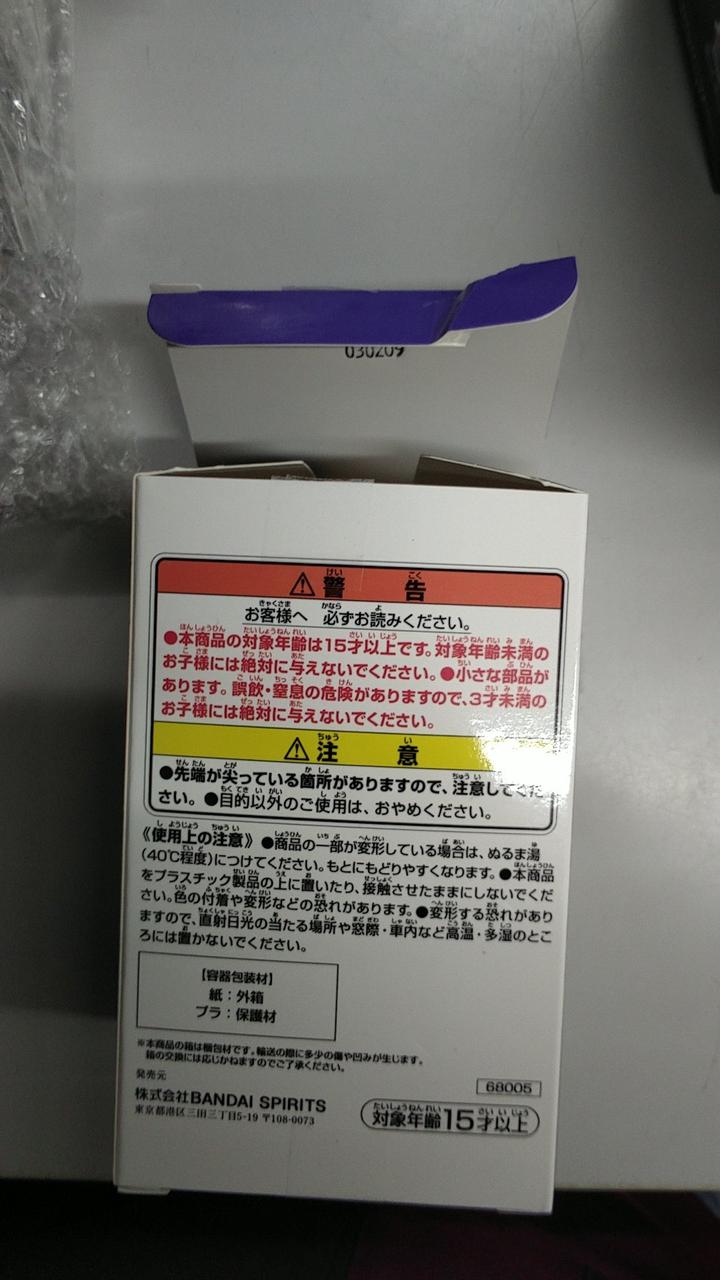 030209
警告
お客様へ 必ずお読みください。
●本商品の対象年齢は15才以上です。対象年齢未満の
お子様には絶対に与えないでください。●小さな部品が
あります。誤飲・窒息の危険がありますので、3才未満の
お子様には絶対に与えないでください。
注意
●先端が尖っている箇所がありますので、注意してくだ
さい。●目的以外のご使用は、おやめください。
《使用上の注意》●商品の一部が変形している場合は、ぬるま湯
(40℃程度)につけてください。もとにもどりやすくなります。●本商品
をプラスチック製品の上に置いたり、接触させたままにしないでくだ
さい。色の付着や変形などの恐れがあります。●変形する恐れがあり
ますので、直射日光の当たる場所や窓際・車内など高温・多湿のとこ
ろには置かないでください。
【容器包装材】
紙：外箱
プラ：保護材
※本商品の箱は梱包材です。輸送の際に多少の傷や凹みが生じます。
箱の交換には応じかねますのでご了承ください。
発売元
68005
株式会社BANDAI SPIRITS
東京都港区三田三丁目5-19 〒108-0073
対象年齢15才以上